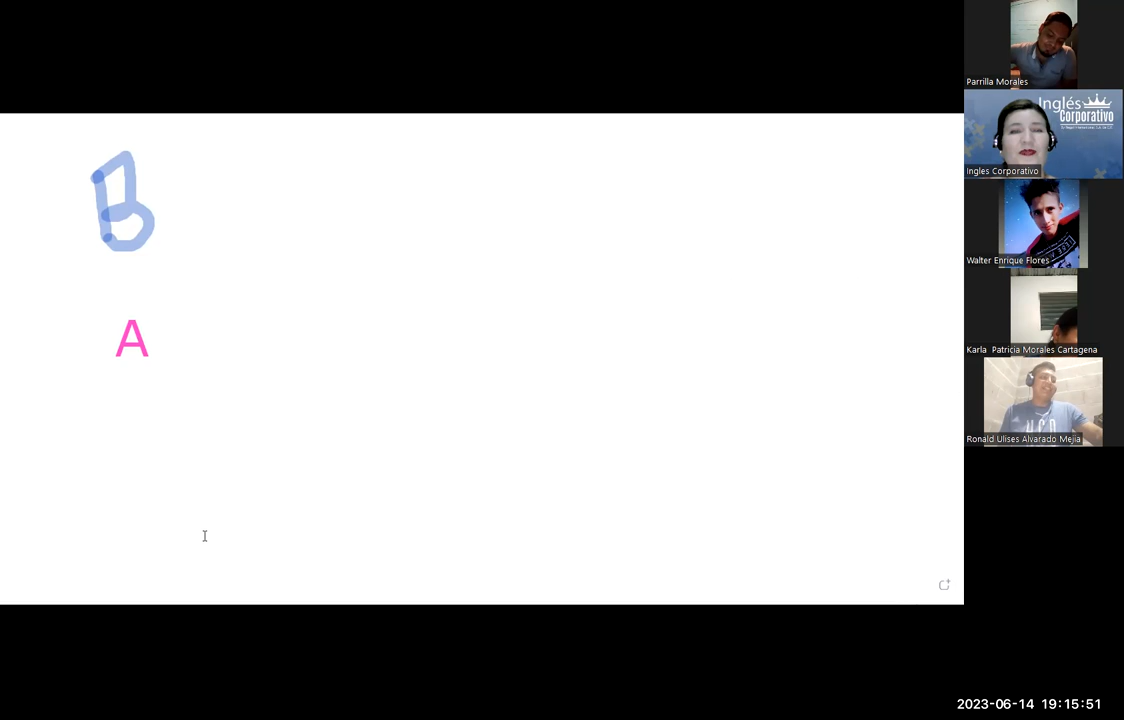 Parrilla Morales
Inglés
Corporativo
Ingles Corporativo
b
Walter Enrique Flores
A
Karla Patricia Morales Cartagena
Ronald Ulises Alvarado Mejia
2023-06-14 19:15:51